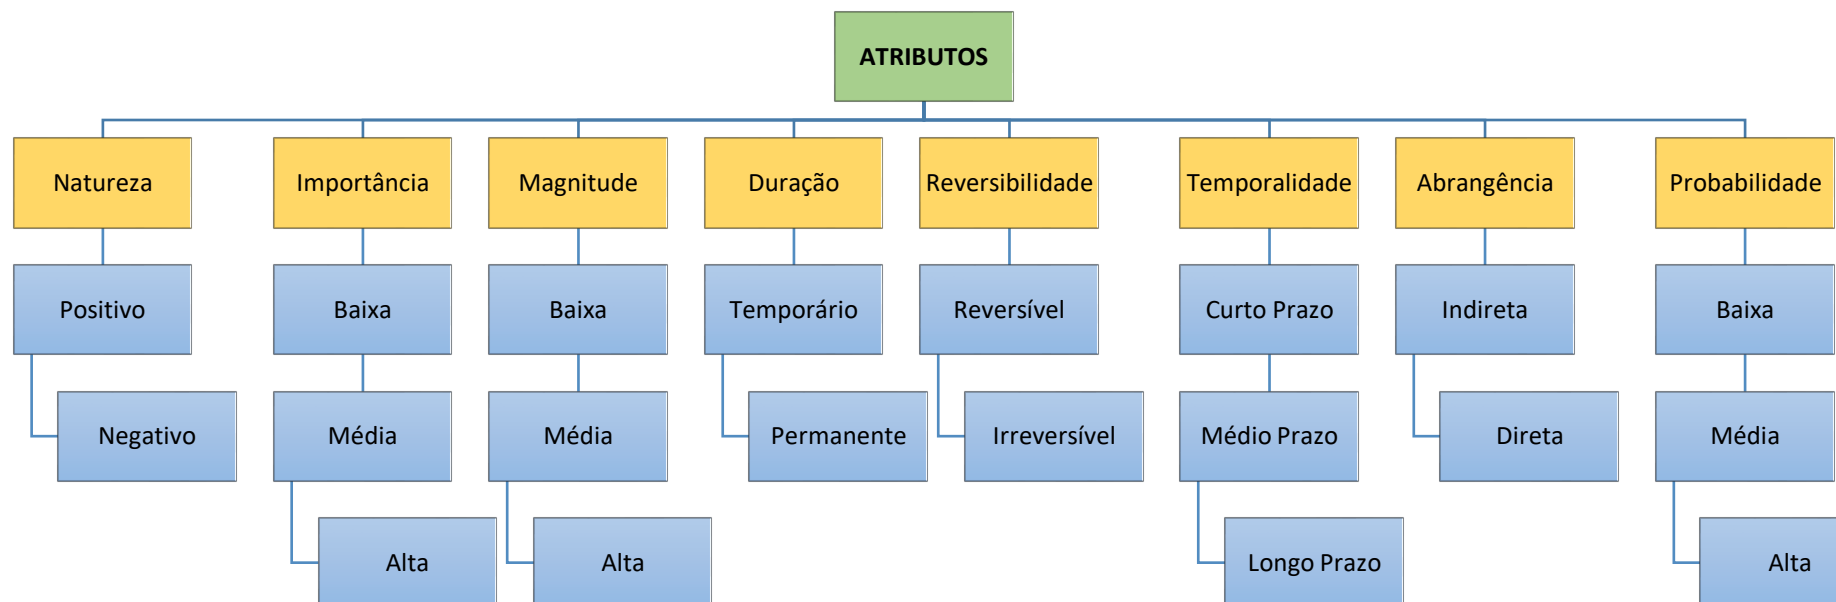 ATRIBUTOS
Natureza
Importância
Magnitude
Duração
Reversibilidade
Temporalidade
Abrangência
Probabilidade
Positivo
Baixa
Baixa
Temporário
Reversível
Curto Prazo
Indireta
Baixa
Negativo
Média
Média
Permanente
Irreversível
Médio Prazo
Direta
Média
Alta
Alta
Longo Prazo
Alta